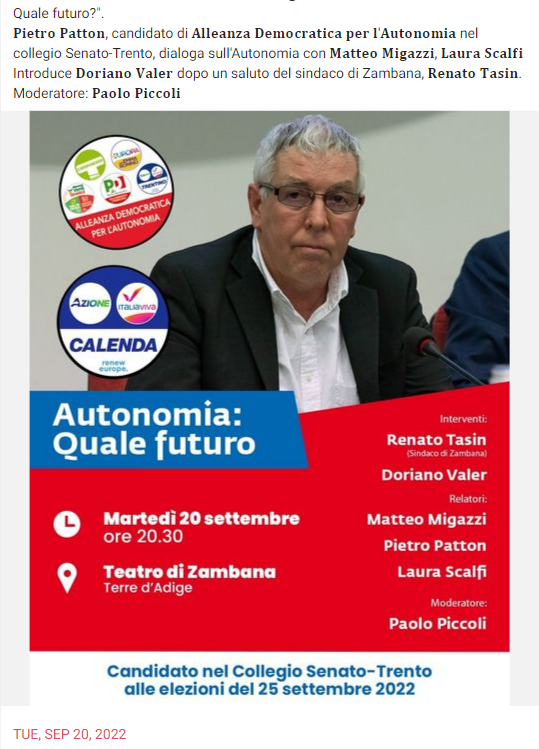 Quale futuro?".
Pietro Patton, candidato di Alleanza Democratica per l'Autonomia nel
collegio Senato-Trento, dialoga sull'Autonomia con Matteo Migazzi, Laura Scalfi
Introduce Doriano Valer dopo un saluto del sindaco di Zambana, Renato Tasin.
Moderatore: Paolo Piccoli
EUROPA
PD
TRENTINO
ALLEANZA DEMOCRATICA
PER L'AUTONOMIA
AZIONE
ITALIAVIVA
CALENDA
renew
europe.
Autonomia:
Quale futuro
Martedì 20 settembre
ore 20.30
Teatro di Zambana
Terre d'Adige
Interventi:
Renato Tasin
(Sindaco di Zambana)
Doriano Valer
Relatori:
Matteo Migazzi
Pietro Patton
Laura Scalfi
Moderatore:
Paolo Piccoli
Candidato nel Collegio Senato-Trento
alle elezioni del 25 settembre 2022
TUE, SEP 20, 2022